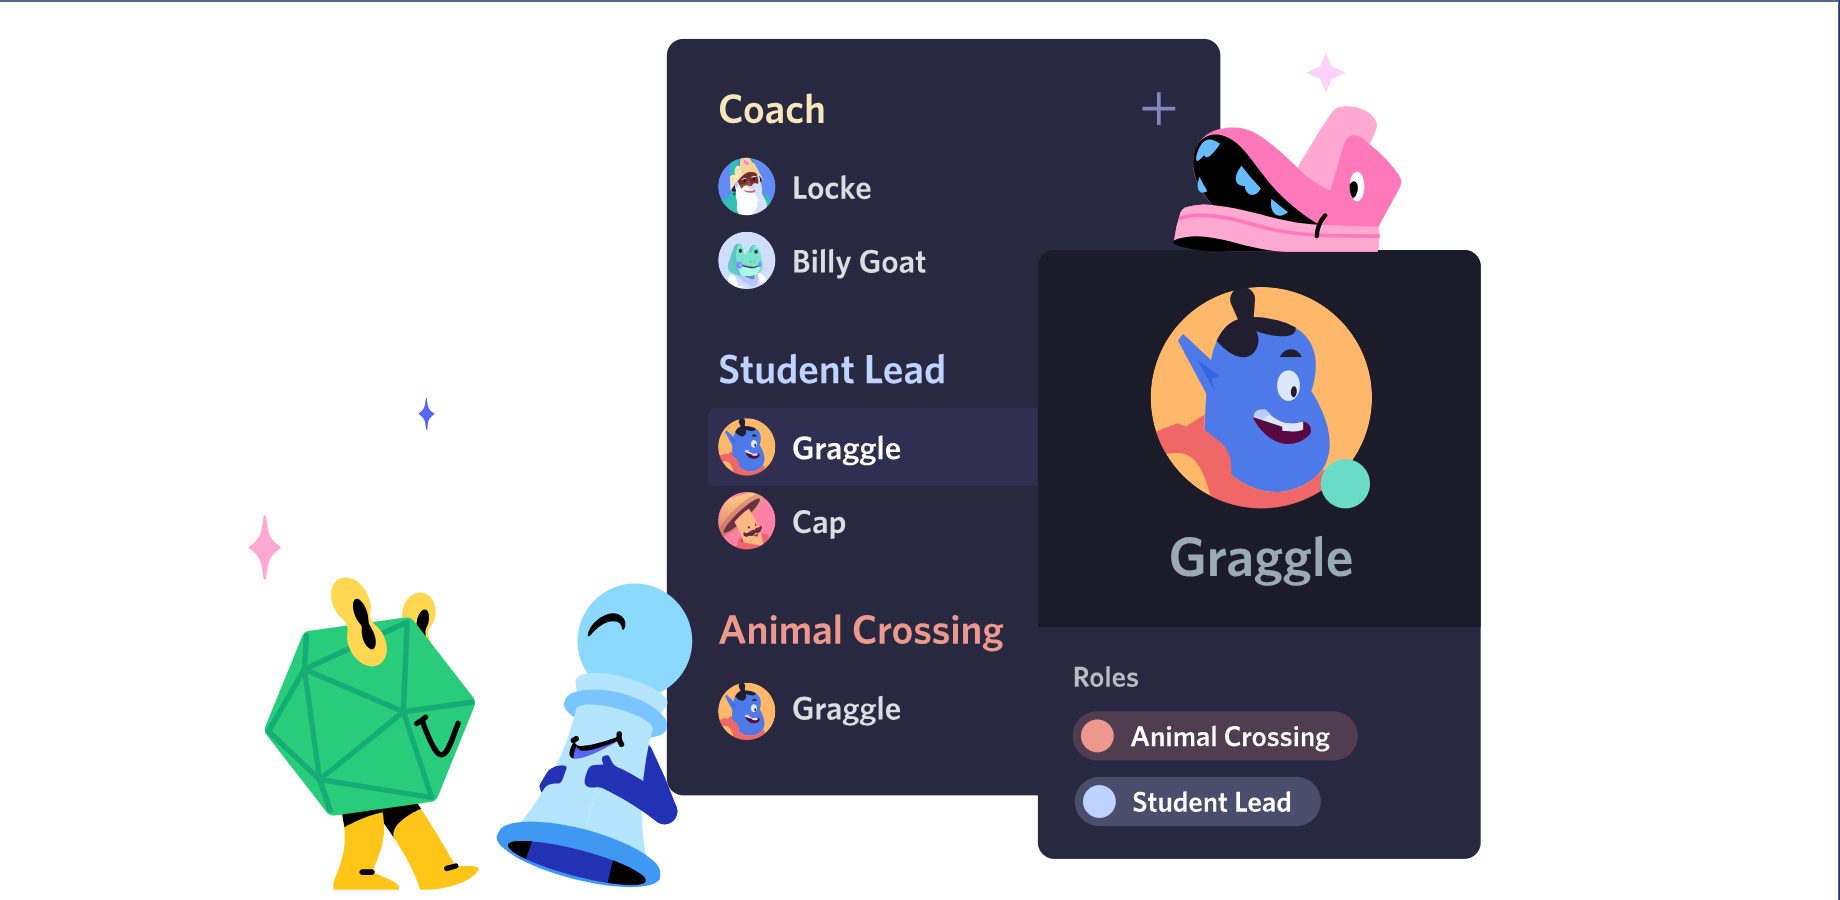 Coach
Locke
Billy Goat
Student Lead
Graggle
Cap
Animal Crossing
Graggle
Graggle
Roles
Animal Crossing
Student Lead